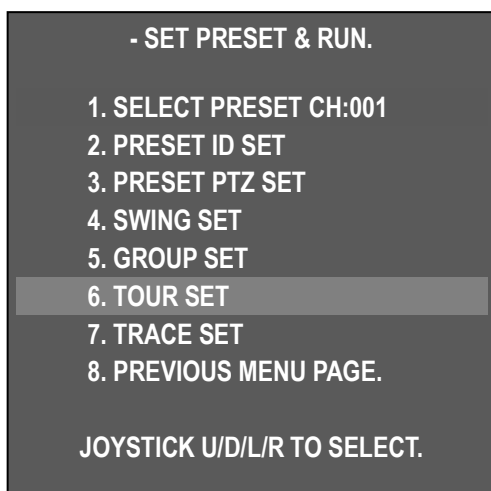 - SET PRESET & RUN.
1. SELECT PRESET CH:001
2. PRESET ID SET
3. PRESET PTZ SET
4. SWING SET
5. GROUP SET
6. TOUR SET
7. TRACE SET
8. PREVIOUS MENU PAGE.
JOYSTICK U/D/L/R TO SELECT.